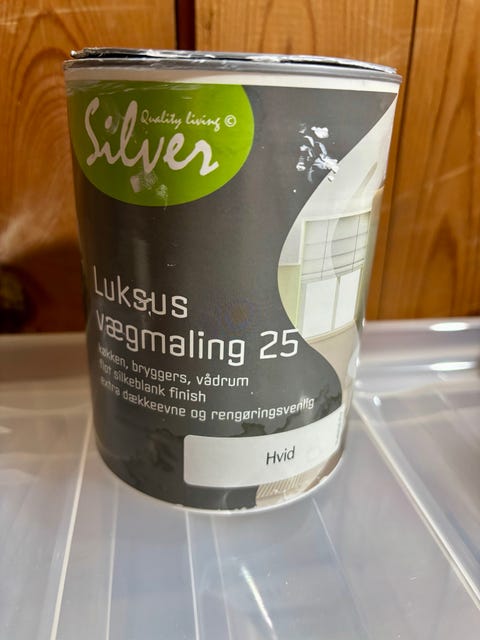 Quality living ©
Silver
Luksus
vægmaling 25
køkken, bryggers, vådrum
flot silkeblank finish
extra dækkeevne og rengøringsvenlig
Hvid